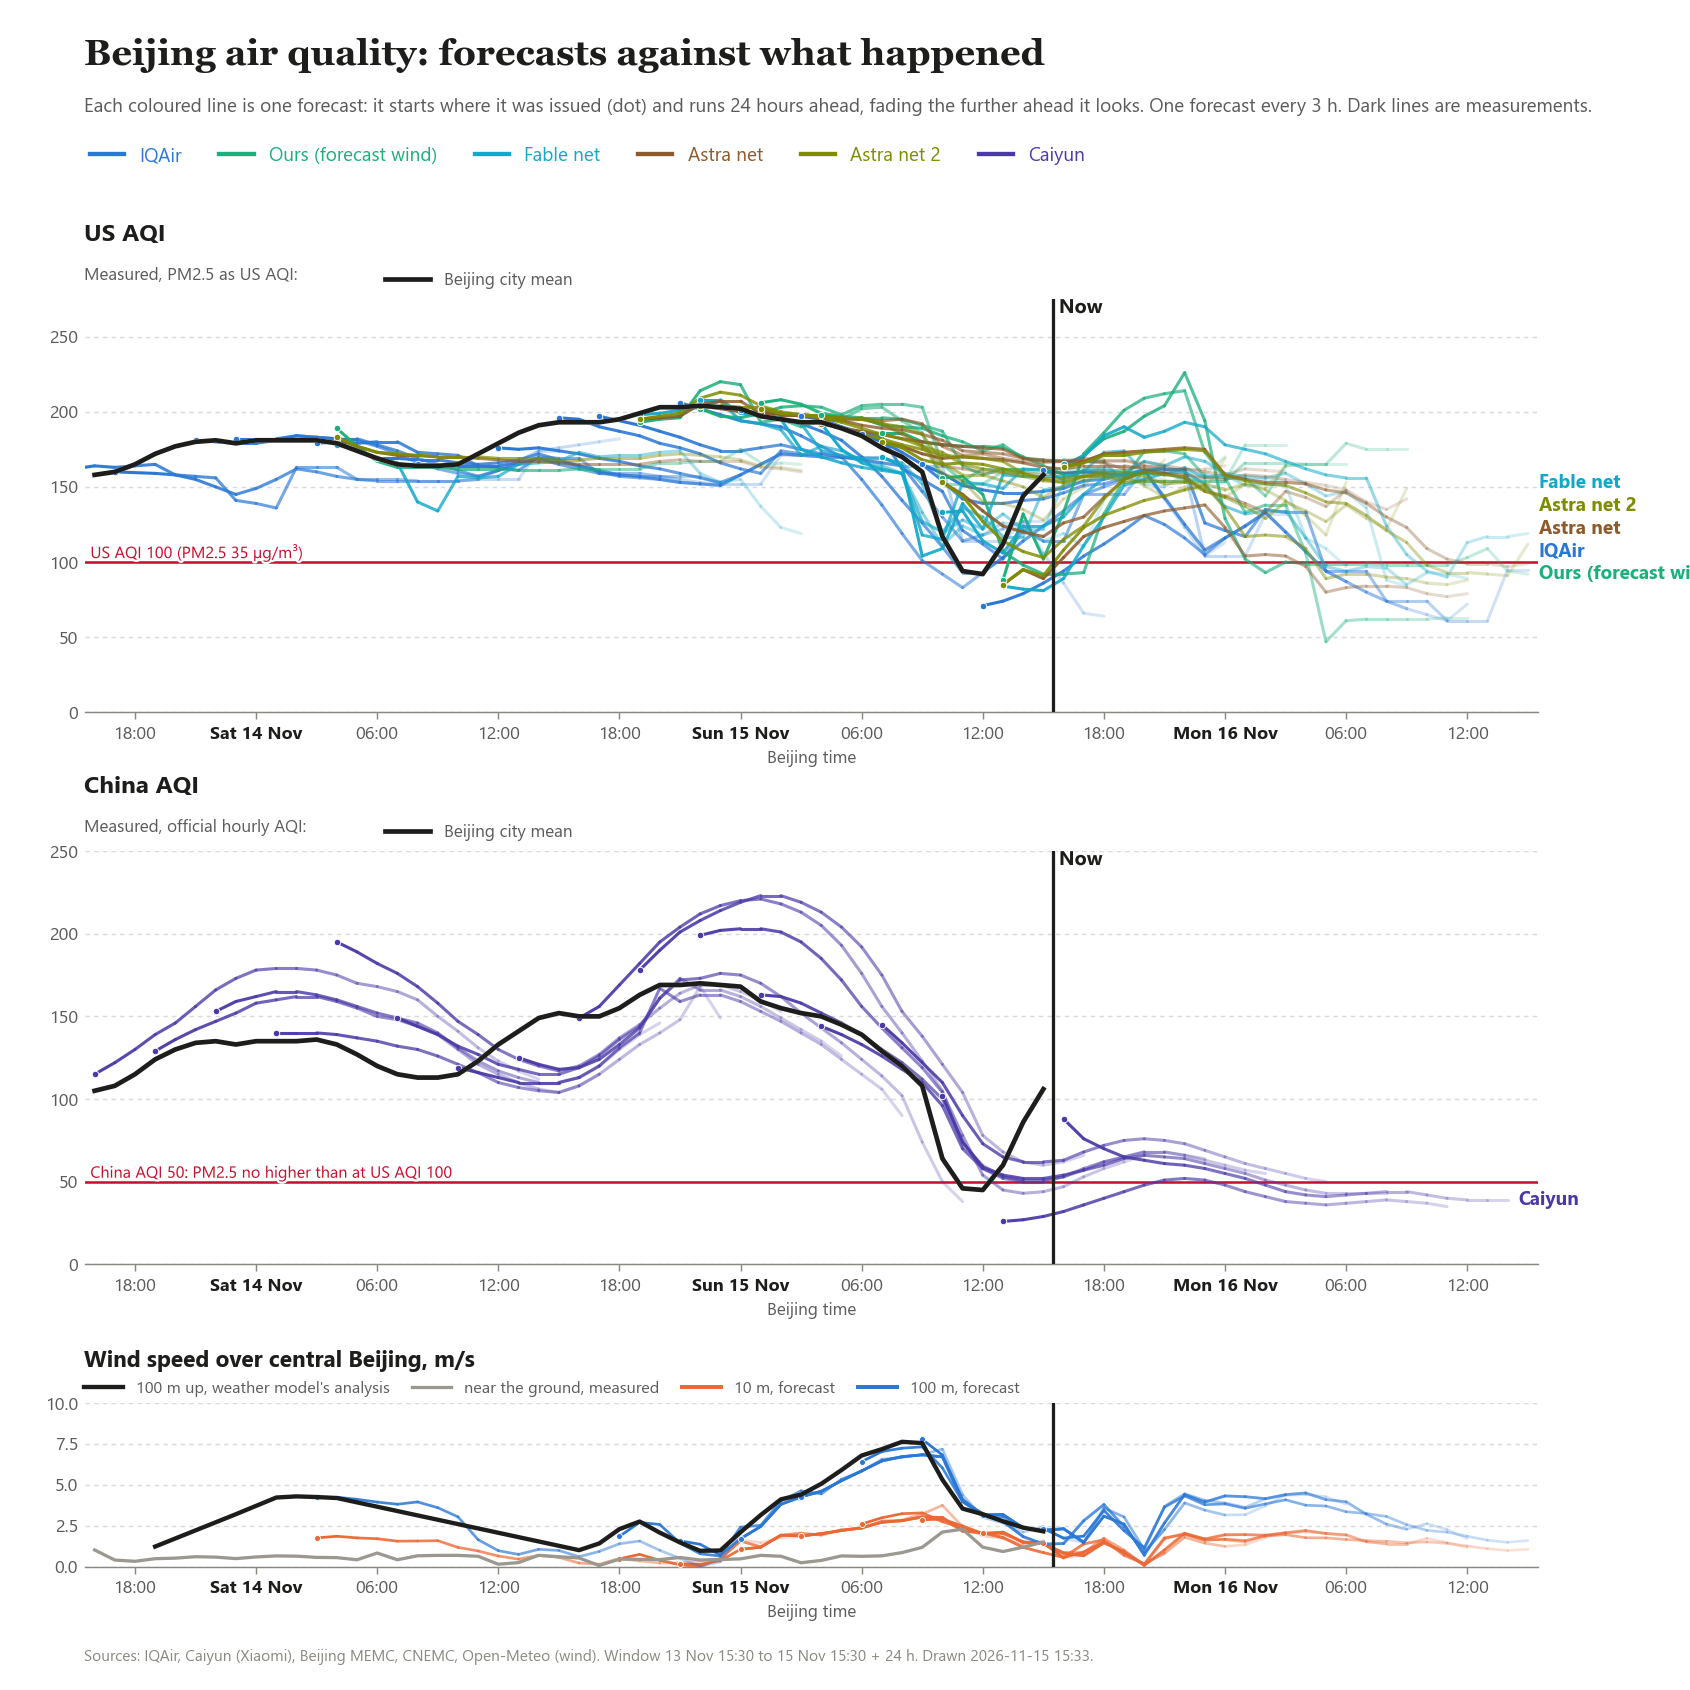 Beijing air quality: forecasts against what happened
Each coloured line is one forecast: it starts where it was issued (dot) and runs 24 hours ahead, fading the further ahead it looks. One forecast every 3 h. Dark lines are measurements.
IQAir Ours (forecast wind) Fable net Astra net Astra net 2 Caiyun
US AQI
Measured, PM2.5 as US AQI: Beijing city mean
Now
250
200
150
100
50
0
US AQI 100 (PM2.5 35 µg/m³)
Fable net
Astra net 2
Astra net
IQAir
Ours (forecast wi
18:00 Sat 14 Nov 06:00 12:00 18:00 Sun 15 Nov 06:00 12:00 18:00 Mon 16 Nov 06:00 12:00
Beijing time
China AQI
Measured, official hourly AQI: Beijing city mean
Now
250
200
150
100
50
0
China AQI 50: PM2.5 no higher than at US AQI 100
Caiyun
18:00 Sat 14 Nov 06:00 12:00 18:00 Sun 15 Nov 06:00 12:00 18:00 Mon 16 Nov 06:00 12:00
Beijing time
Wind speed over central Beijing, m/s
100 m up, weather model's analysis near the ground, measured 10 m, forecast 100 m, forecast
10.0
7.5
5.0
2.5
0.0
18:00 Sat 14 Nov 06:00 12:00 18:00 Sun 15 Nov 06:00 12:00 18:00 Mon 16 Nov 06:00 12:00
Beijing time
Sources: IQAir, Caiyun (Xiaomi), Beijing MEMC, CNEMC, Open-Meteo (wind). Window 13 Nov 15:30 to 15 Nov 15:30 + 24 h. Drawn 2026-11-15 15:33.